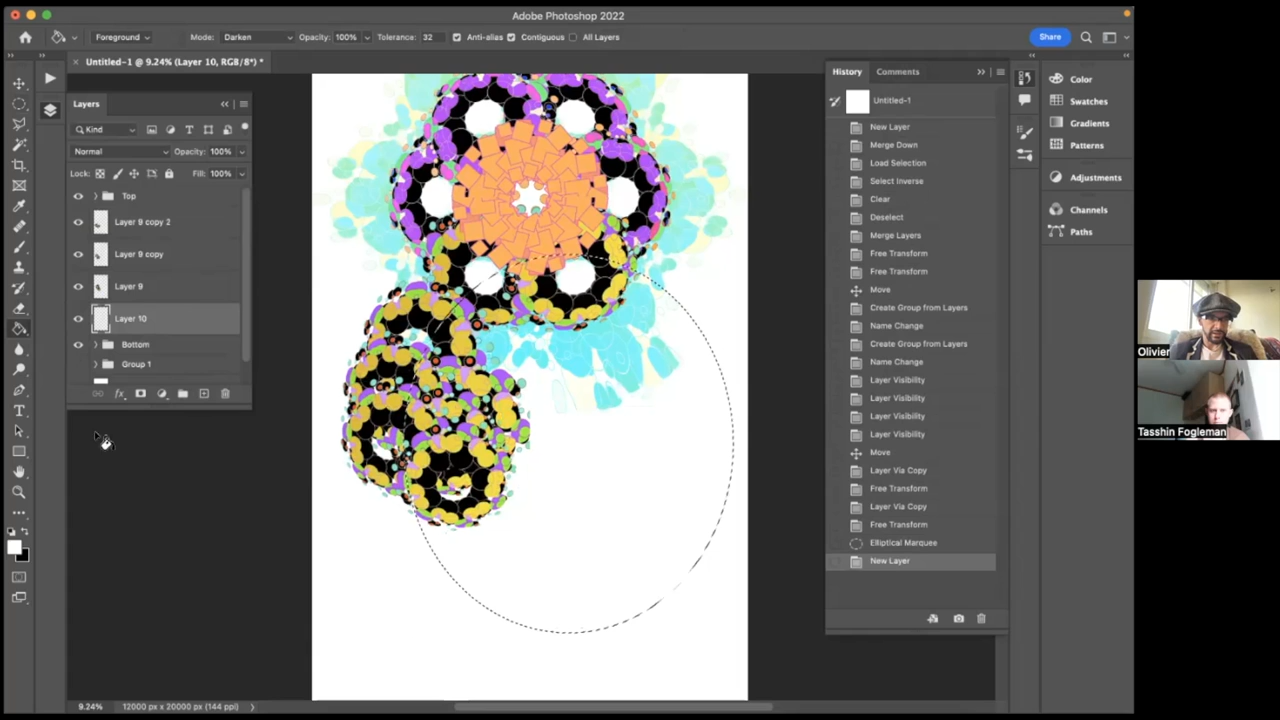 Adobe Photoshop 2022
Foreground
Mode: Darken
Opacity: 100%
Tolerance: 32
Anti-alias
Contiguous
All Layers
Share
Untitled-1 @ 9.24% (Layer 10, RGB/8*) *
Layers
Kind
Normal
Opacity: 100%
Lock:
Fill: 100%
Top
Layer 9 copy 2
Layer 9 copy
Layer 9
Layer 10
Bottom
Group 1
fx
History
Comments
Untitled-1
New Layer
Merge Down
Load Selection
Select Inverse
Clear
Deselect
Merge Layers
Free Transform
Free Transform
Move
Create Group from Layers
Name Change
Create Group from Layers
Name Change
Layer Visibility
Layer Visibility
Layer Visibility
Layer Visibility
Move
Layer Via Copy
Free Transform
Layer Via Copy
Free Transform
Elliptical Marquee
New Layer
Color
Swatches
Gradients
Patterns
Adjustments
Channels
Paths
Olivier
Tasshin Fogleman
9.24%
12000 px x 20000 px (144 ppi)